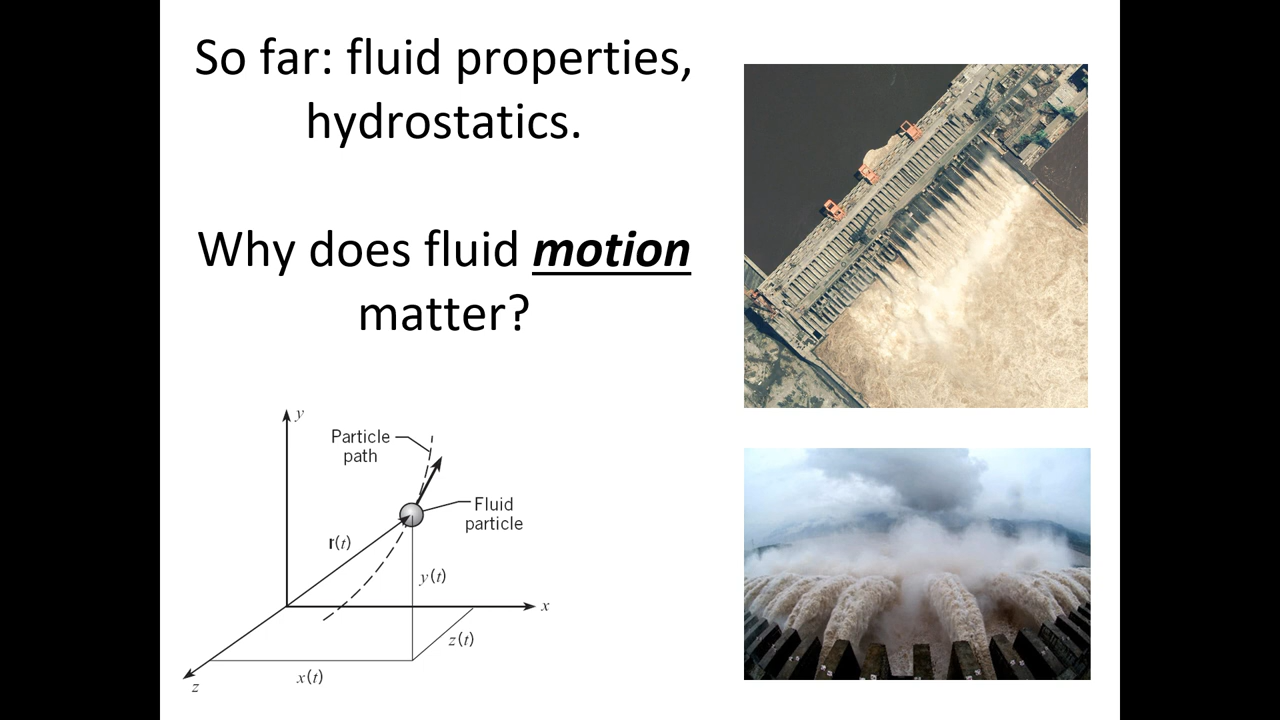 So far: fluid properties,
hydrostatics.
Why does fluid motion
matter?
y
Particle
path
Fluid
particle
r(t)
y(t)
x
z(t)
x(t)
z